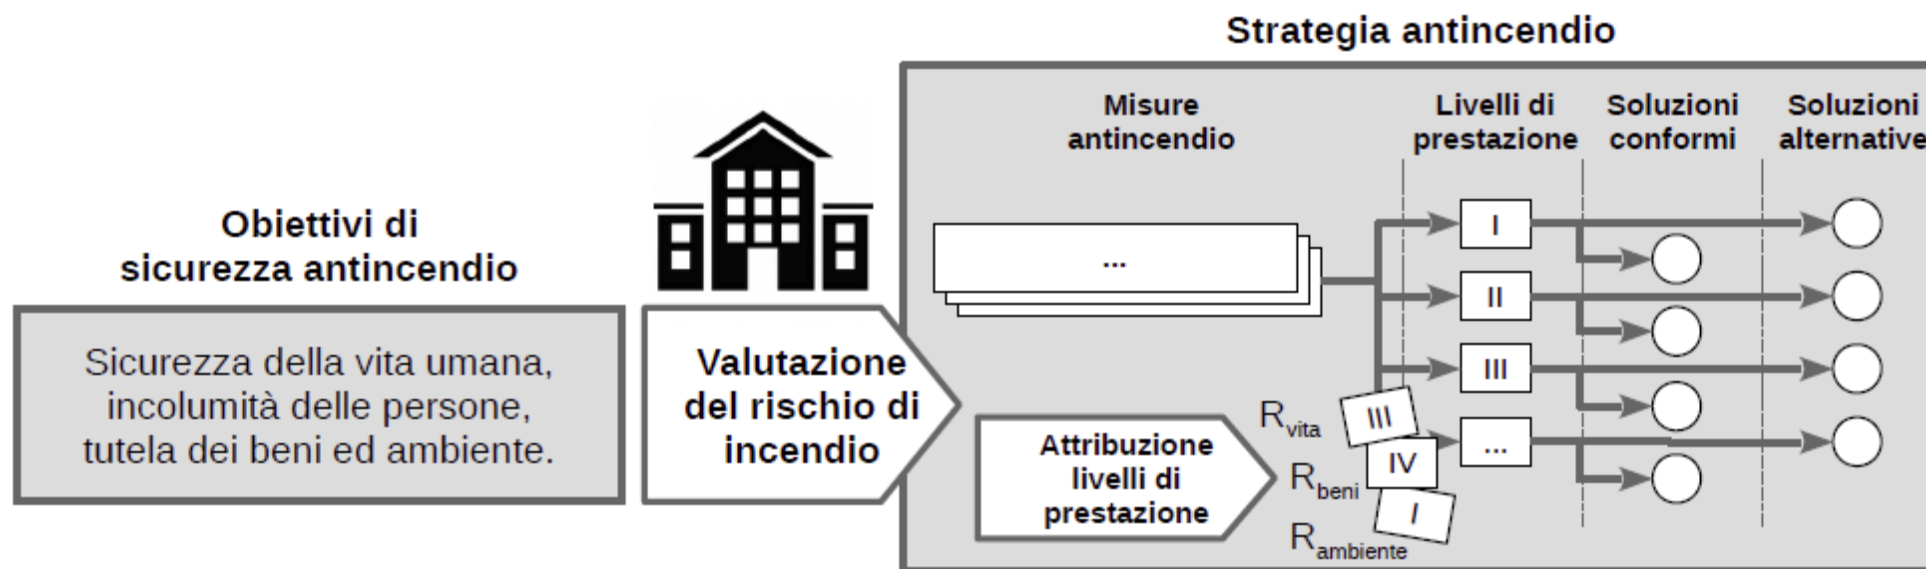 Strategia antincendio
Obiettivi di
sicurezza antincendio
Sicurezza della vita umana,
incolumità delle persone,
tutela dei beni ed ambiente.
Valutazione
del rischio di
incendio
Misure
antincendio
...
Livelli di
prestazione
I
II
III
...
Soluzioni
conformi
Soluzioni
alternative
Attribuzione
livelli di
prestazione
Rvita
III
Rbeni
IV
Rambiente
I